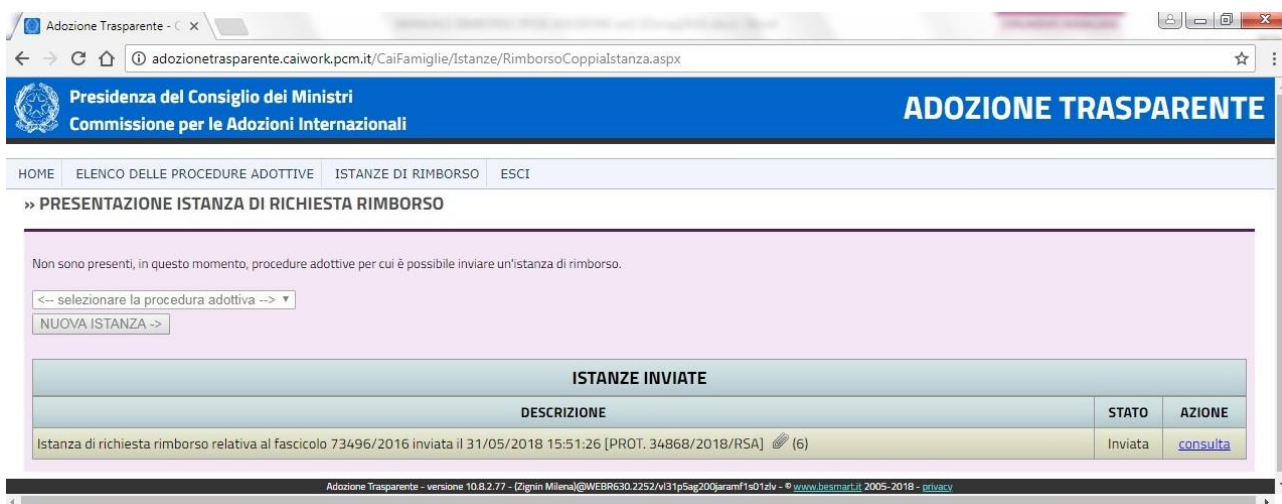 Adozione Trasparente - C
adozionetrasparente.caiwork.pcm.it/CaiFamiglie/Istanze/RimborsoCoppiaIstanza.aspx
Presidenza del Consiglio dei Ministri
Commissione per le Adozioni Internazionali
ADOZIONE TRASPARENTE
HOME ELENCO DELLE PROCEDURE ADOTTIVE ISTANZE DI RIMBORSO ESCI
» PRESENTAZIONE ISTANZA DI RICHIESTA RIMBORSO
Non sono presenti, in questo momento, procedure adottive per cui è possibile inviare un'istanza di rimborso.
<-- selezionare la procedura adottiva -->
NUOVA ISTANZA ->
ISTANZE INVIATE
DESCRIZIONE STATO AZIONE
Istanza di richiesta rimborso relativa al fascicolo 73496/2016 inviata il 31/05/2018 15:51:26 [PROT. 34868/2018/RSA] (6) Inviata consulta
Adozione Trasparente - versione 10.8.2.77 - (Zignin Milena)@WEBR630.2252/vl31p5ag200jaramf1s01zlv - © www.besmart.it 2005-2018 - privacy